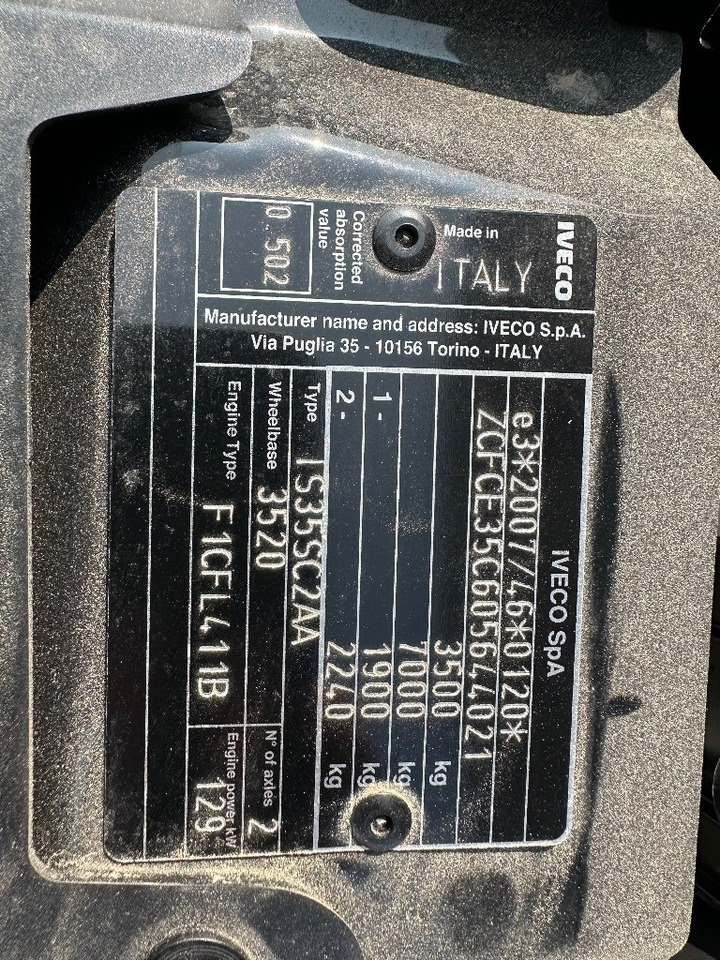 IVECO
Made in
ITALY
Corrected
absorption
value
0.502
Manufacturer name and address: IVECO S.p.A.
Via Puglia 35 - 10156 Torino - ITALY
IVECO SpA
e3*2007/46*0120*
ZCFCE35C605644021
3500 kg
7000 kg
1- 1900 kg
2- 2240 kg
Type IS35SC2AA
Wheelbase 3520 N° of axles 2
Engine Type F1CFL411B Engine power kW 129